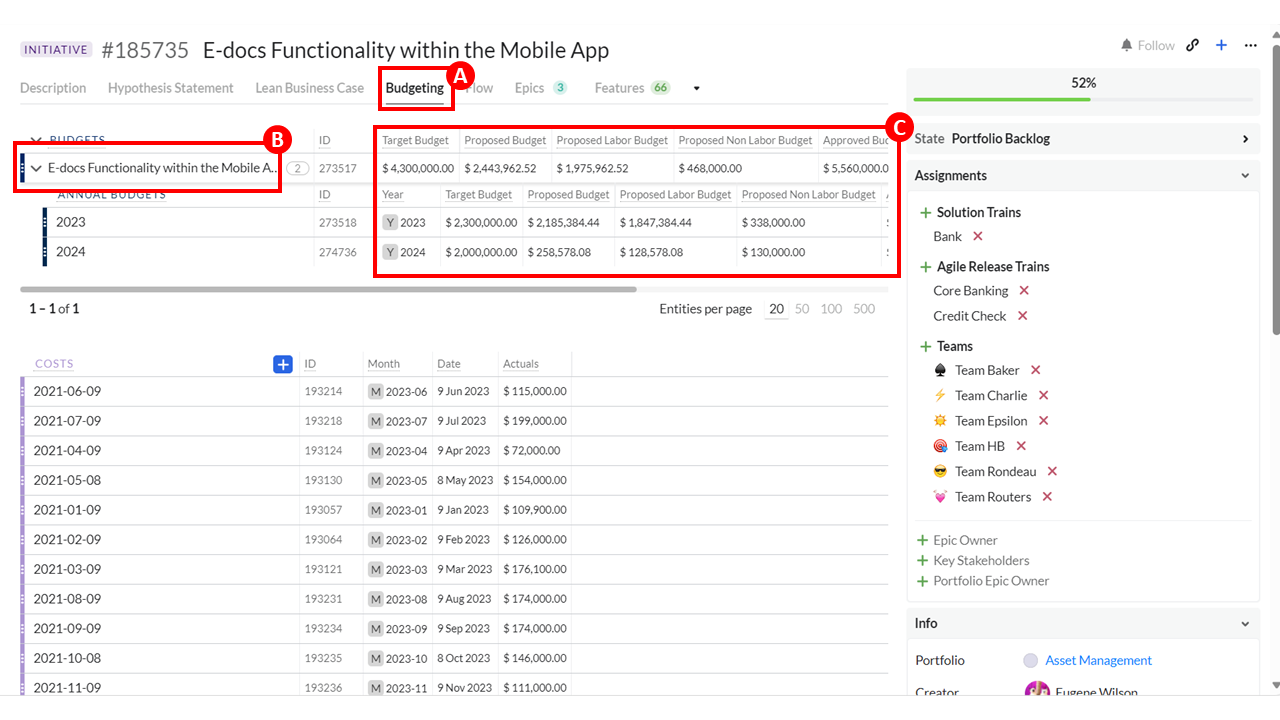 INITIATIVE #185735 E-docs Functionality within the Mobile App
Follow
Description Hypothesis Statement Lean Business Case Budgeting A Flow Epics 3 Features 66
52%
BUDGETS B ID Target Budget Proposed Budget Proposed Labor Budget Proposed Non Labor Budget Approved Bud C
E-docs Functionality within the Mobile A... 2 273517 $ 4,300,000.00 $ 2,443,962.52 $ 1,975,962.52 $ 468,000.00 $ 5,560,000.0
ANNUAL BUDGETS ID Year Target Budget Proposed Budget Proposed Labor Budget Proposed Non Labor Budget
2023 273518 Y 2023 $ 2,300,000.00 $ 2,185,384.44 $ 1,847,384.44 $ 338,000.00
2024 274736 Y 2024 $ 2,000,000.00 $ 258,578.08 $ 128,578.08 $ 130,000.00
1 – 1 of 1 Entities per page 20 50 100 500
COSTS + ID Month Date Actuals
2021-06-09 193214 M 2023-06 9 Jun 2023 $ 115,000.00
2021-07-09 193218 M 2023-07 9 Jul 2023 $ 199,000.00
2021-04-09 193124 M 2023-04 9 Apr 2023 $ 72,000.00
2021-05-08 193130 M 2023-05 8 May 2023 $ 154,000.00
2021-01-09 193057 M 2023-01 9 Jan 2023 $ 109,900.00
2021-02-09 193064 M 2023-02 9 Feb 2023 $ 126,000.00
2021-03-09 193121 M 2023-03 9 Mar 2023 $ 176,100.00
2021-08-09 193231 M 2023-08 9 Aug 2023 $ 174,000.00
2021-09-09 193234 M 2023-09 9 Sep 2023 $ 174,000.00
2021-10-08 193235 M 2023-10 8 Oct 2023 $ 146,000.00
2021-11-09 193236 M 2023-11 9 Nov 2023 $ 111,000.00
State Portfolio Backlog
Assignments
+ Solution Trains
Bank
+ Agile Release Trains
Core Banking
Credit Check
+ Teams
Team Baker
Team Charlie
Team Epsilon
Team HB
Team Rondeau
Team Routers
+ Epic Owner
+ Key Stakeholders
+ Portfolio Epic Owner
Info
Portfolio Asset Management
Creator Eugene Wilson